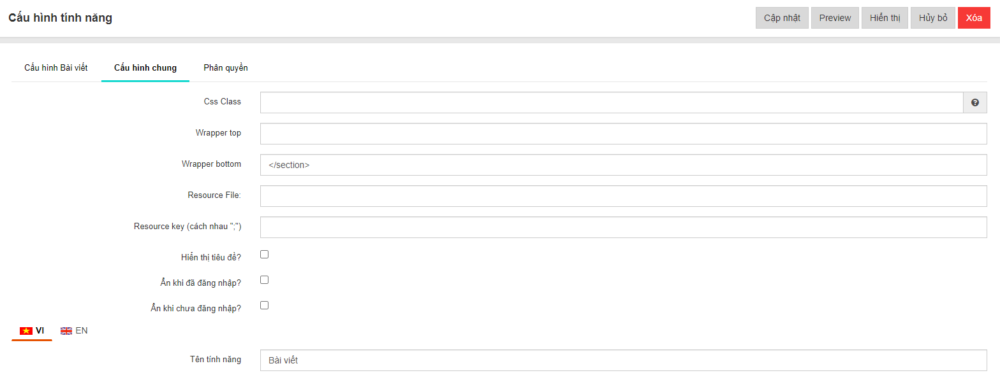 Cấu hình tính năng
Cập nhật Preview Hiển thị Hủy bỏ Xóa
Cấu hình Bài viết Cấu hình chung Phân quyền
Css Class
Wrapper top
Wrapper bottom </section>
Resource File:
Resource key (cách nhau ";")
Hiển thị tiêu đề?
Ẩn khi đã đăng nhập?
Ẩn khi chưa đăng nhập?
VI EN
Tên tính năng Bài viết